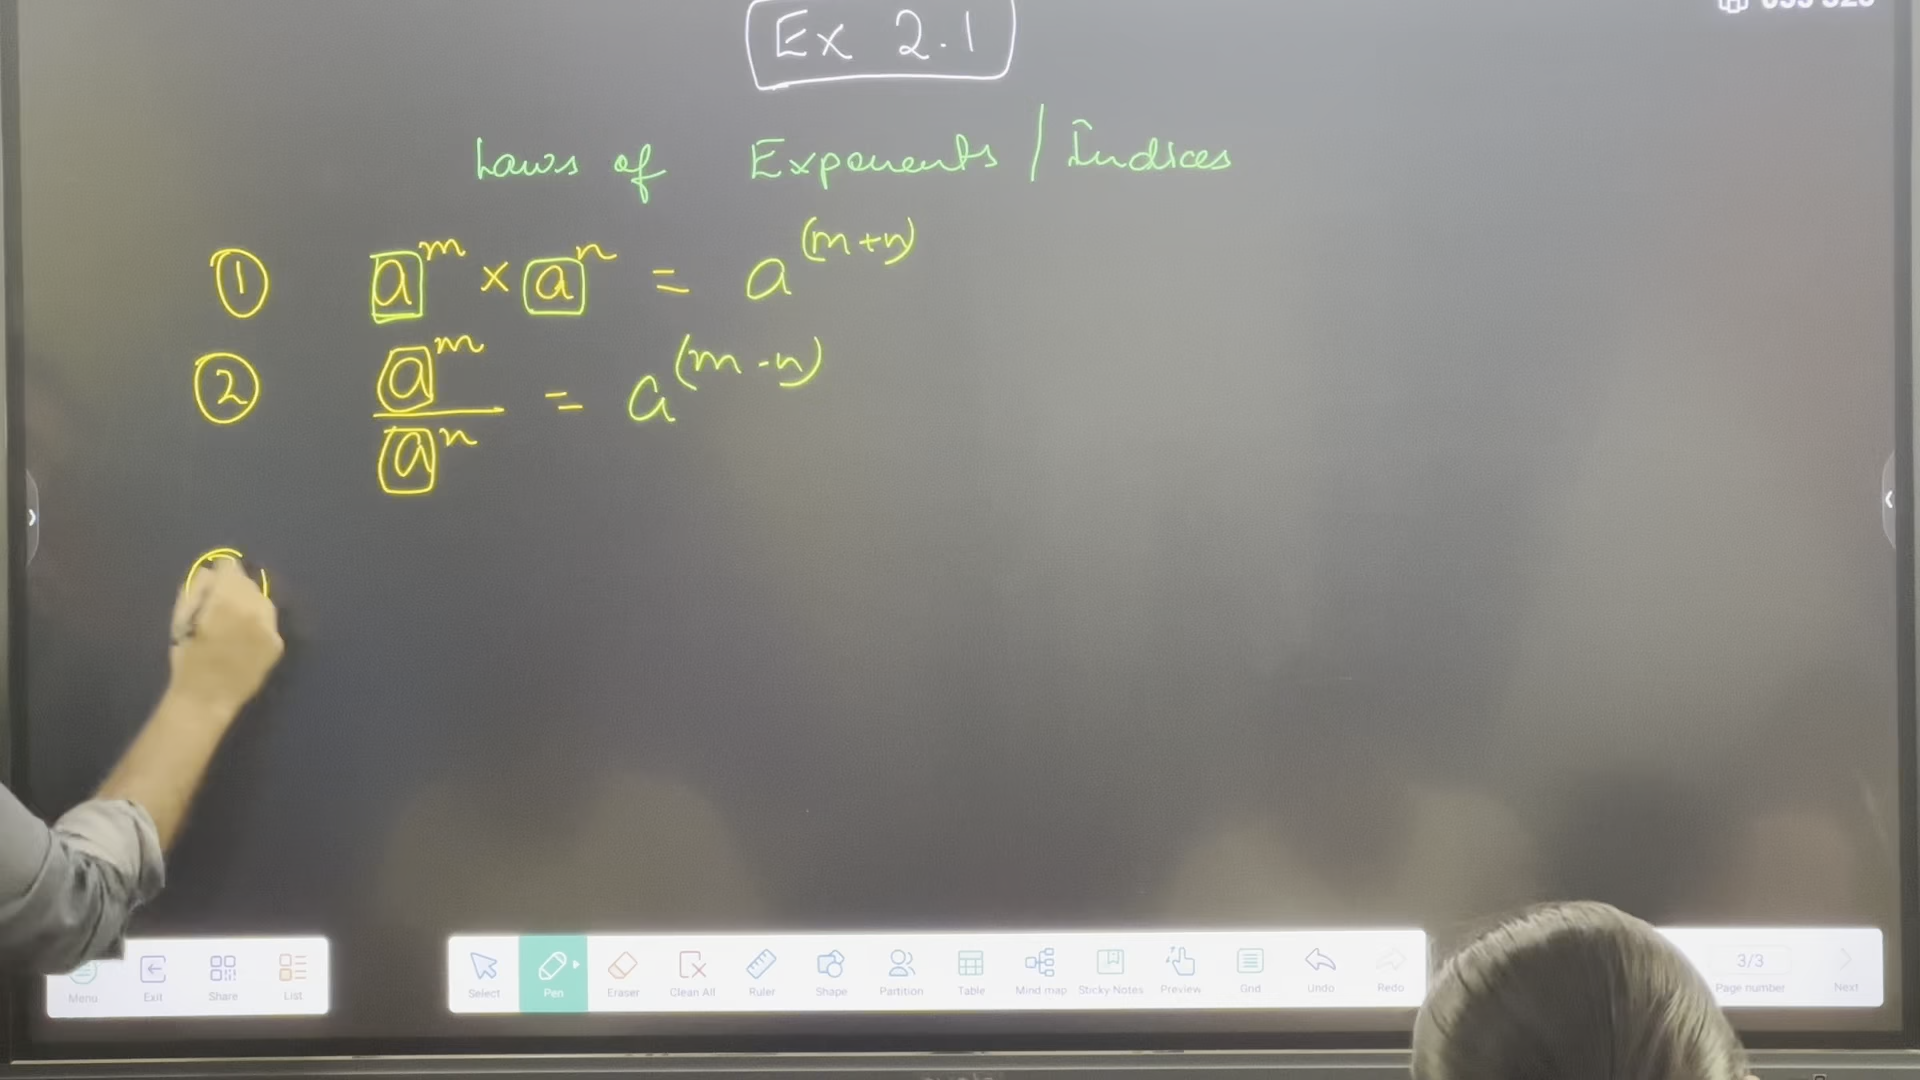 Ex 2.1
Laws of Exponents / Indices
① a^m × a^n = a^(m+n)
② a^m / a^n = a^(m-n)
Menu Exit Share List
Select Pen Eraser Clean All Ruler Shape Partition Table Mind map Sticky Notes Preview Grid Undo Redo
3/3
Page number Next